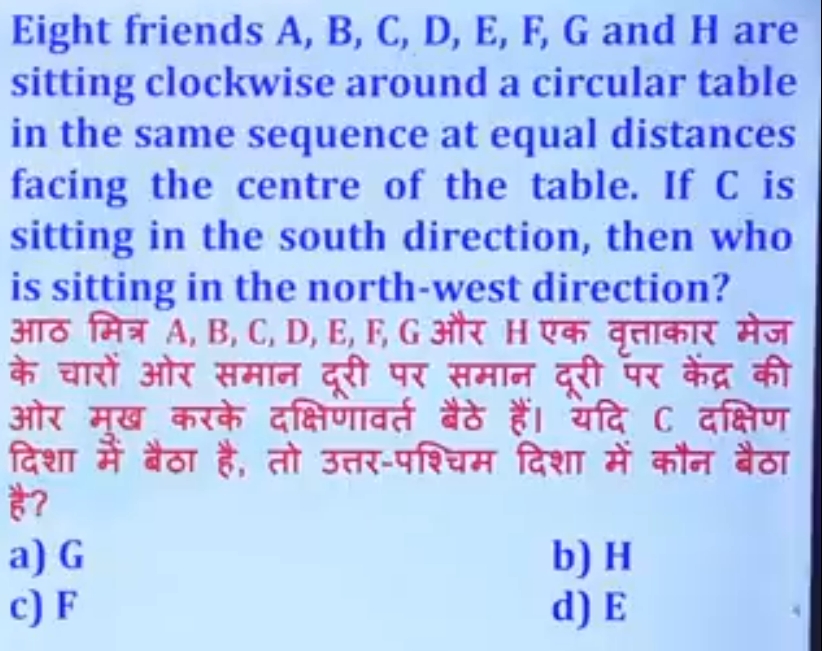 Eight friends A, B, C, D, E, F, G and H are
sitting clockwise around a circular table
in the same sequence at equal distances
facing the centre of the table. If C is
sitting in the south direction, then who
is sitting in the north-west direction?
आठ मित्र A, B, C, D, E, F, G और H एक वृत्ताकार मेज
के चारों ओर समान दूरी पर समान दूरी पर केंद्र की
ओर मुख करके दक्षिणावर्त बैठे हैं। यदि C दक्षिण
दिशा में बैठा है, तो उत्तर-पश्चिम दिशा में कौन बैठा
है?
a) G b) H
c) F d) E